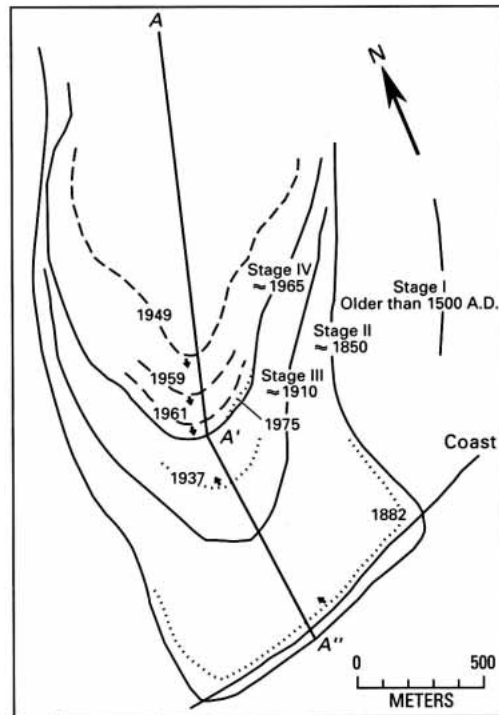 A
N
Stage IV
≈ 1965
Stage I
Older than 1500 A.D.
1949
Stage II
≈ 1850
1959
Stage III
≈ 1910
1961
1975
A'
Coast
1937
1882
A"
0 500
METERS